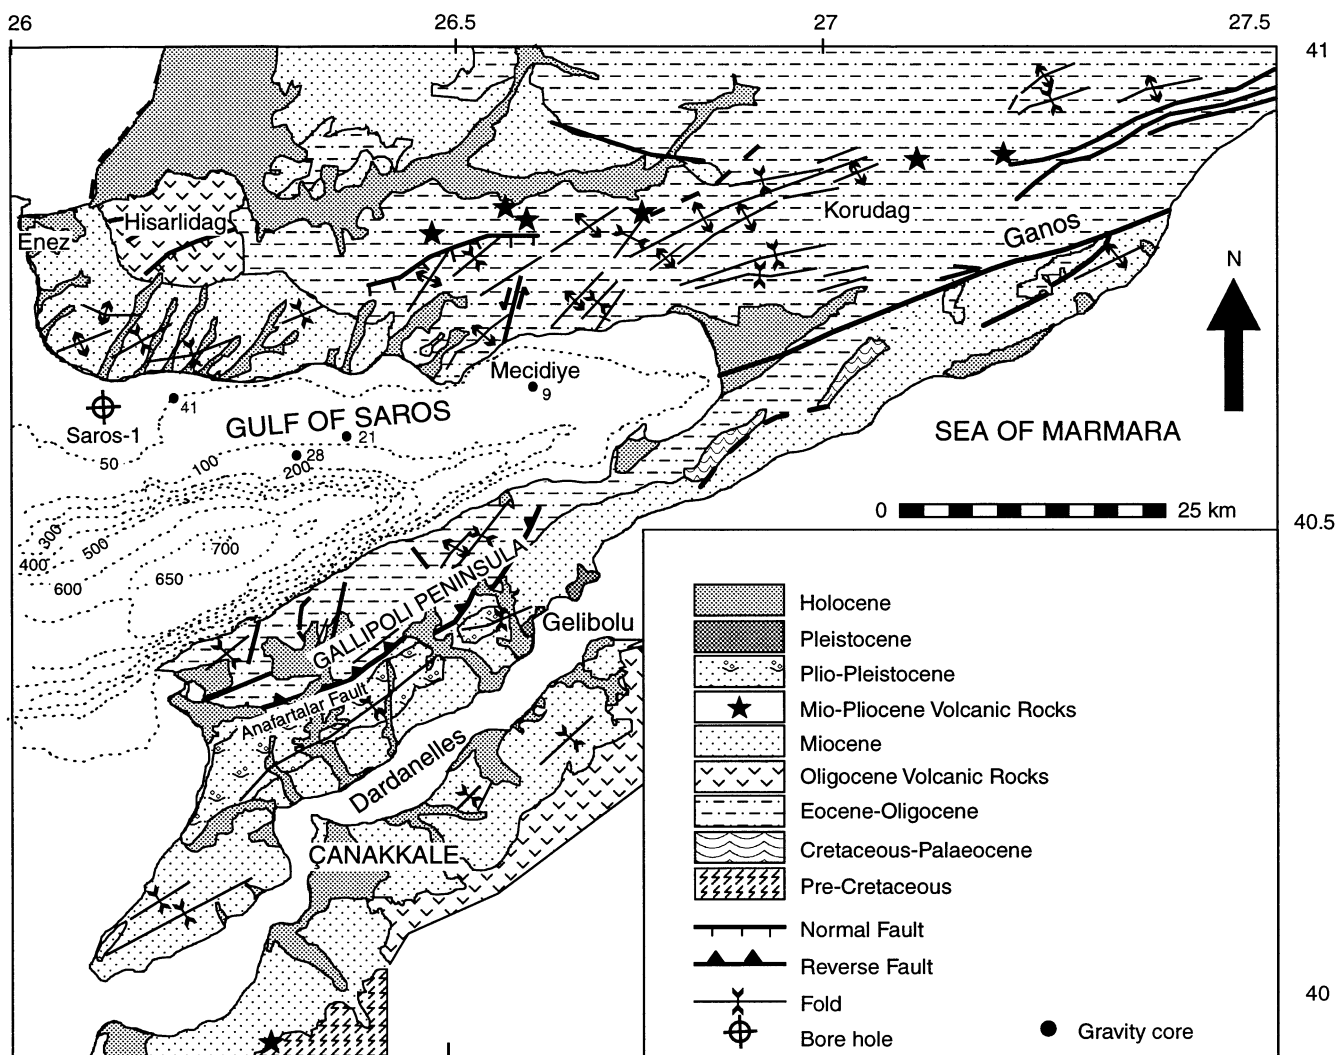 26
26.5
27
27.5
41
Hisarlidag
Enez
Korudag
Ganos
N
Mecidiye
9
41
Saros-1
GULF OF SAROS
21
28
SEA OF MARMARA
50
100
200
0
25 km
40.5
300
400
500
600
650
700
GALLIPOLI PENINSULA
Gelibolu
Anafartalar Fault
Dardanelles
CANAKKALE
Holocene
Pleistocene
Plio-Pleistocene
Mio-Pliocene Volcanic Rocks
Miocene
Oligocene Volcanic Rocks
Eocene-Oligocene
Cretaceous-Palaeocene
Pre-Cretaceous
Normal Fault
Reverse Fault
Fold
Bore hole
Gravity core
40